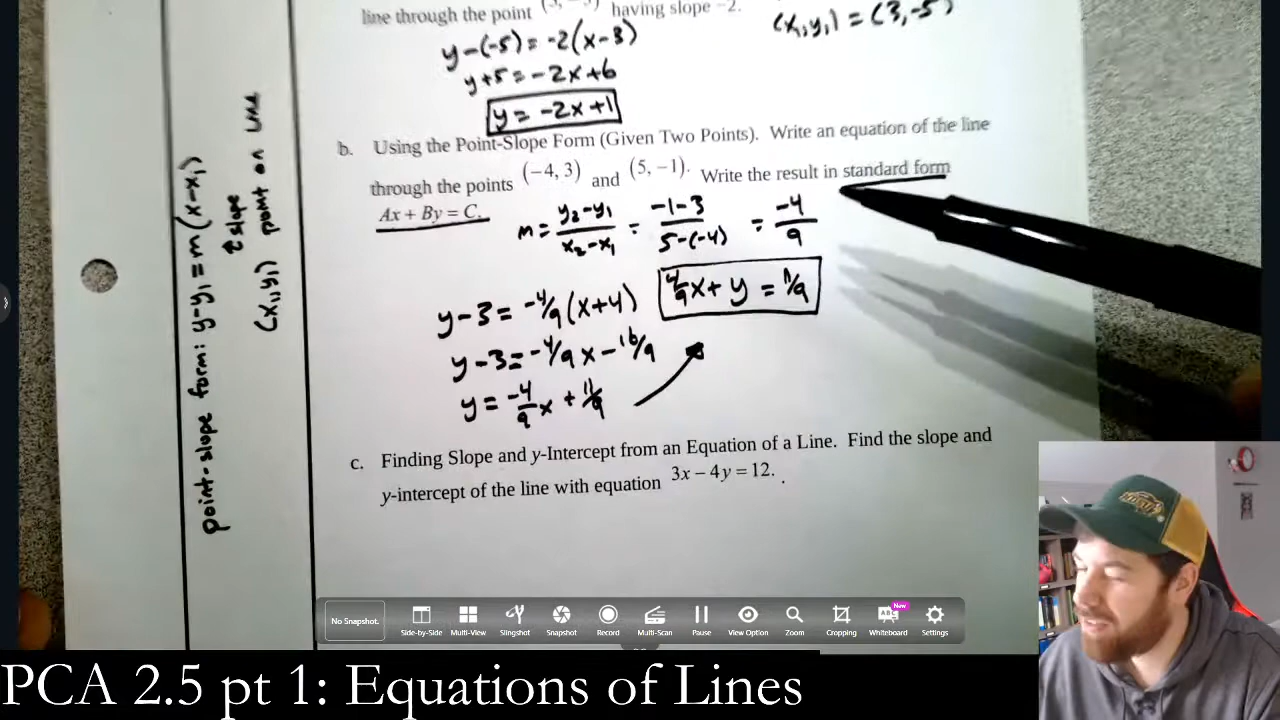 line through the point having slope −2.
(x₁,y₁) = (3,-5)
y-(-5) = -2(x-3)
y+5 = -2x+6
y = -2x+1
b. Using the Point-Slope Form (Given Two Points). Write an equation of the line
through the points (−4, 3) and (5, −1). Write the result in standard form
Ax + By = C.
m = y₂-y₁/x₂-x₁ = -1-3/5-(-4) = -4/9
4/9x + y = 11/9
y-3 = -4/9(x+4)
y-3 = -4/9x - 16/9
y = -4/9x + 11/9
c. Finding Slope and y-Intercept from an Equation of a Line. Find the slope and
y-intercept of the line with equation 3x − 4y = 12.
point-slope form: y-y₁ = m(x-x₁)
slope
(x₁,y₁) point on line
No Snapshot.
Side-by-Side Multi-View Slingshot Snapshot Record Multi-Scan Pause View Option Zoom Cropping Whiteboard Settings
New
ABC
PCA 2.5 pt 1: Equations of Lines